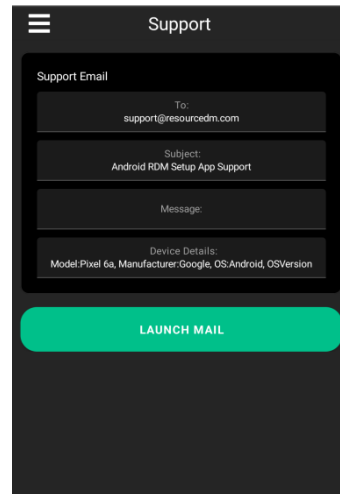 Support
Support Email
To:
support@resourcedm.com
Subject:
Android RDM Setup App Support
Message:
Device Details:
Model:Pixel 6a, Manufacturer:Google, OS:Android, OSVersion
LAUNCH MAIL